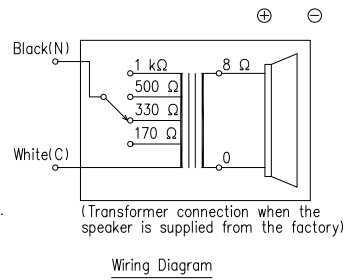 ⊕ ⊖
Black(N)
1 kΩ
8 Ω
500 Ω
330 Ω
170 Ω
White(C)
0
.
(Transformer connection when the
speaker is supplied from the factory)
Wiring Diagram